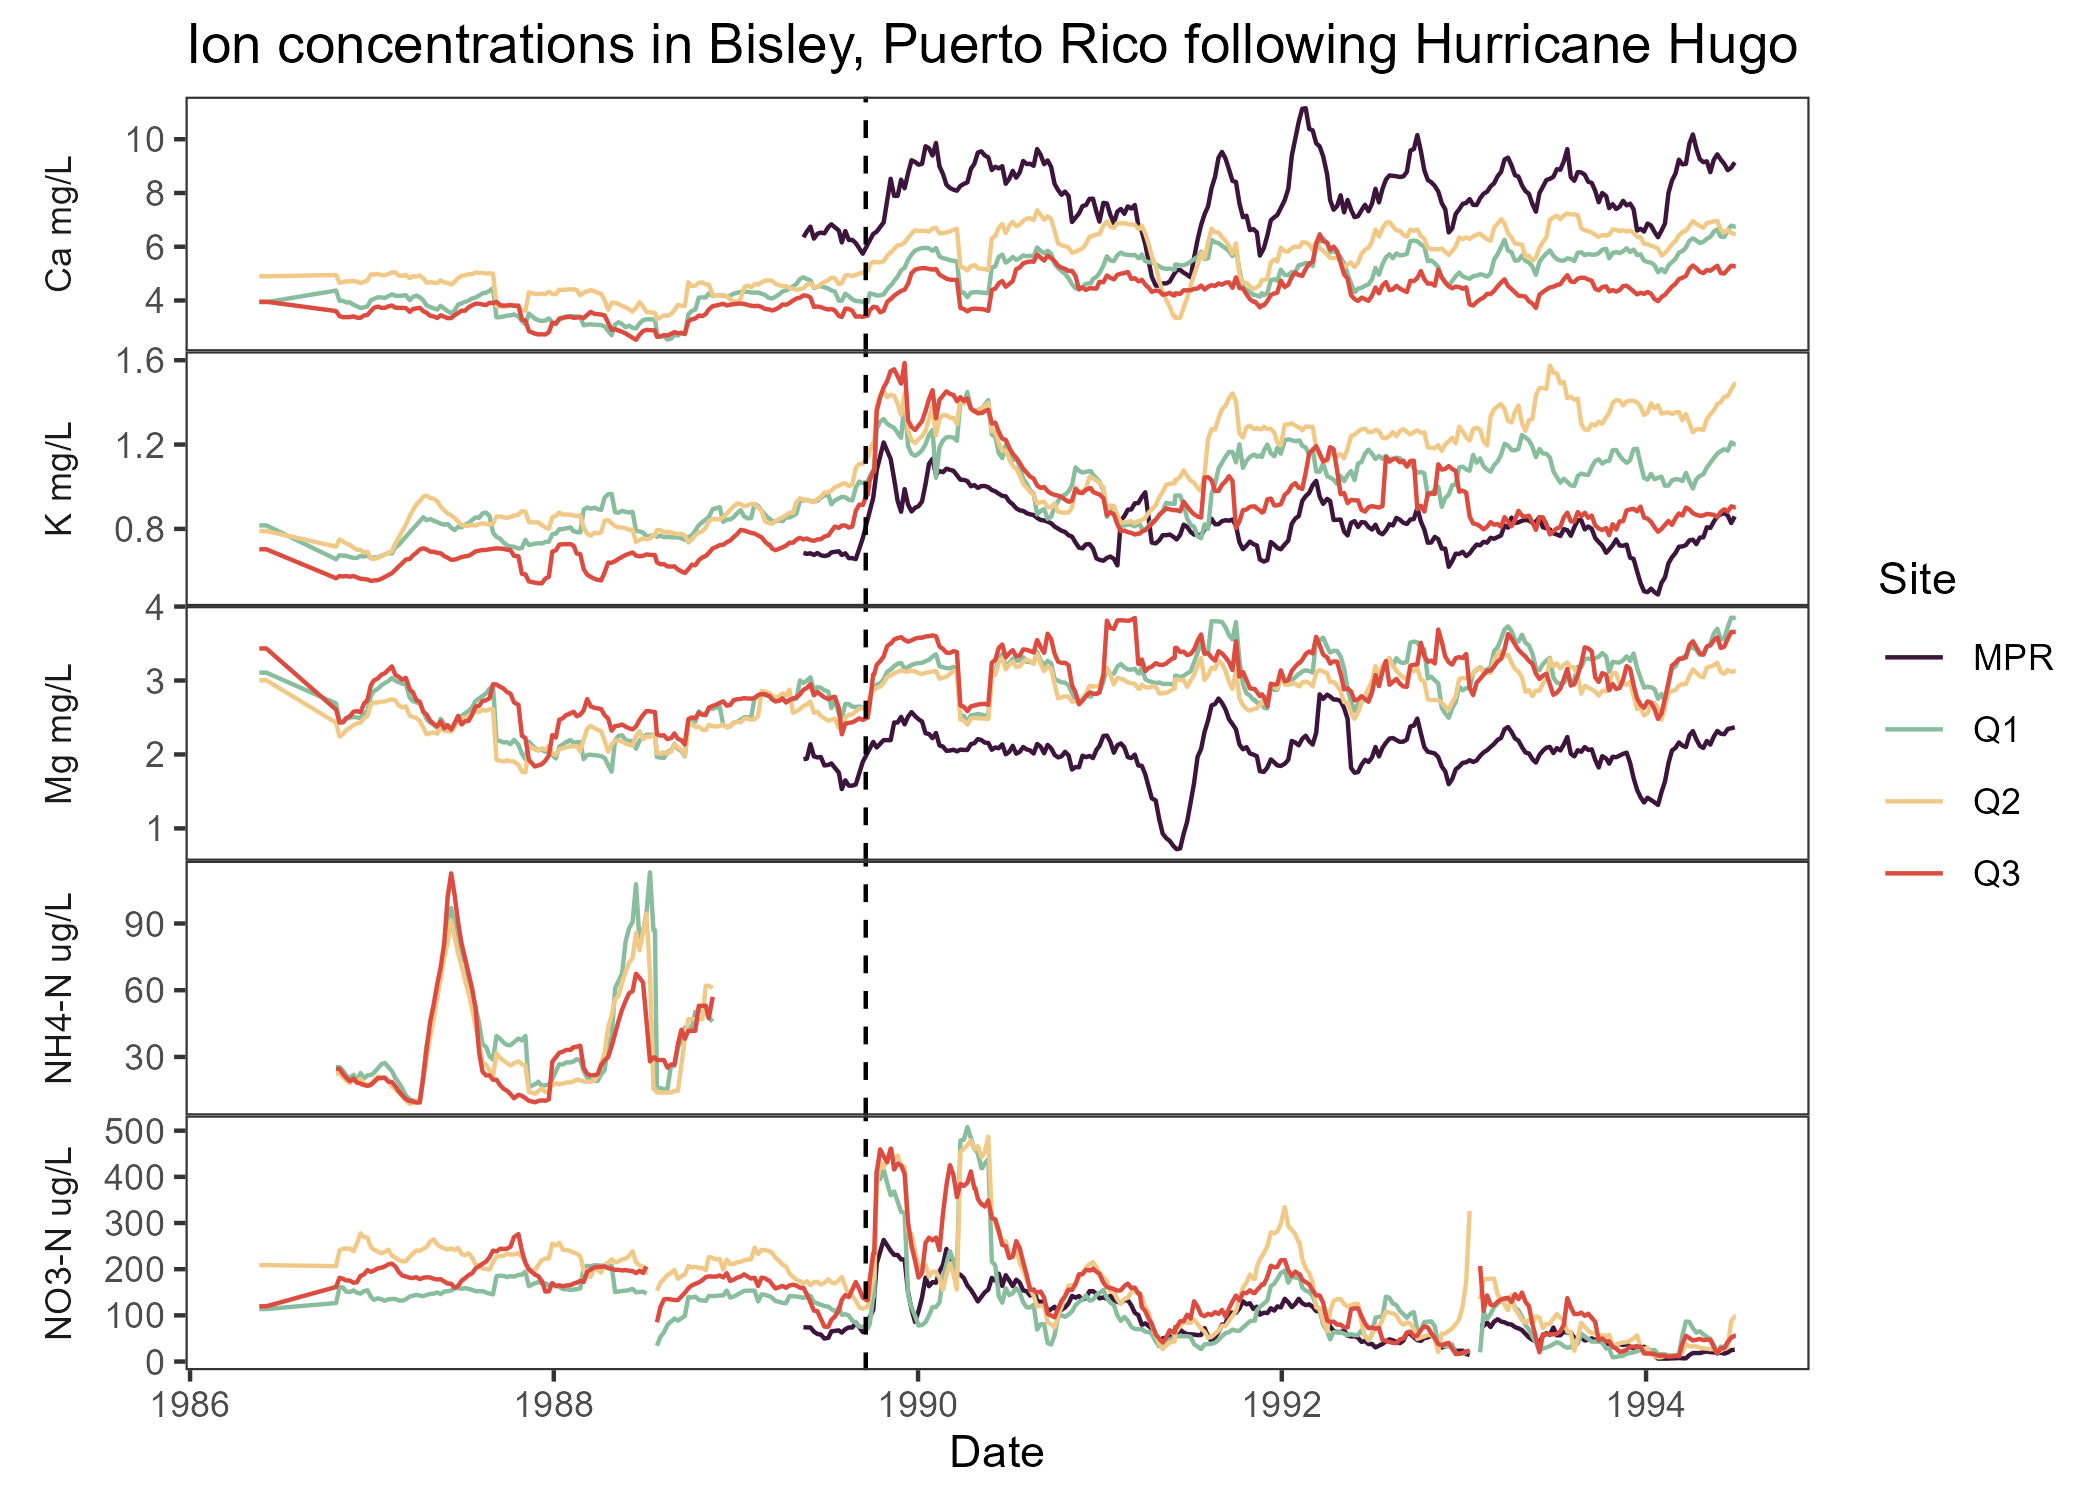 Ion concentrations in Bisley, Puerto Rico following Hurricane Hugo
Ca mg/L
10
8
6
4
K mg/L
1.6
1.2
0.8
Mg mg/L
4
3
2
1
NH4-N ug/L
90
60
30
NO3-N ug/L
500
400
300
200
100
0
1986 1988 1990 1992 1994
Date
Site
MPR
Q1
Q2
Q3